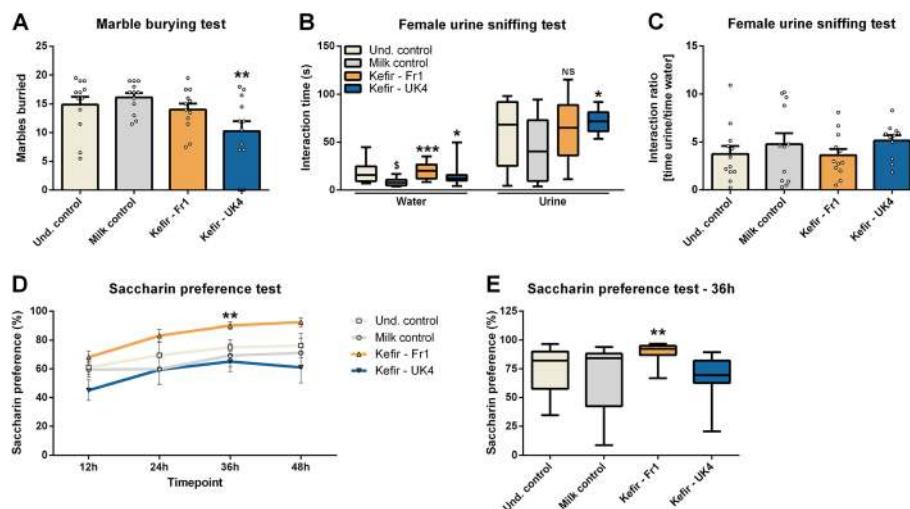 A
Marble burying test
Marbles burried
20
15
10
5
0
**
Und. control
Milk control
Kefir - Fr1
Kefir - UK4
B
Female urine sniffing test
Interaction time (s)
150
100
50
0
Und. control
Milk control
Kefir - Fr1
Kefir - UK4
$
***
*
NS
*
Water
Urine
C
Female urine sniffing test
Interaction ratio
[time urine/time water]
15
10
5
0
Und. control
Milk control
Kefir - Fr1
Kefir - UK4
D
Saccharin preference test
Saccharin preference (%)
100
80
60
40
20
0
**
12h
24h
36h
48h
Timepoint
Und. control
Milk control
Kefir - Fr1
Kefir - UK4
E
Saccharin preference test - 36h
Saccharin preference (%)
125
100
75
50
25
0
**
Und. control
Milk control
Kefir - Fr1
Kefir - UK4